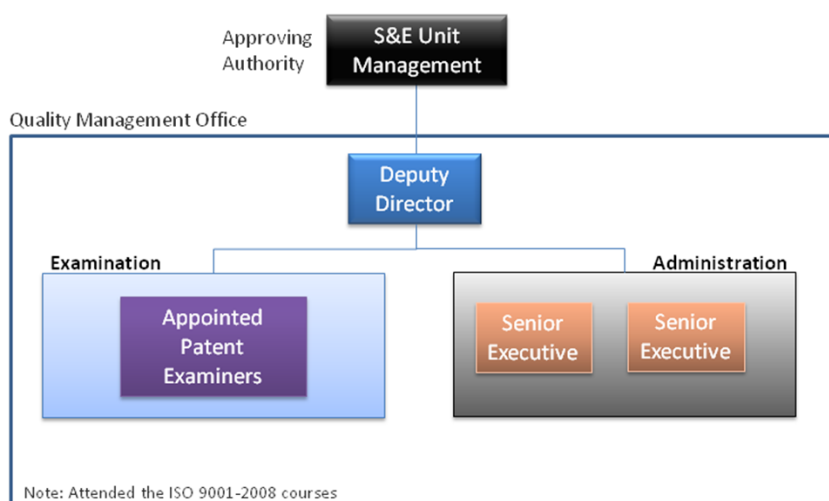 Approving
Authority
S&E Unit
Management
Quality Management Office
Deputy
Director
Examination
Administration
Appointed
Patent
Examiners
Senior
Executive
Senior
Executive
Note: Attended the ISO 9001-2008 courses